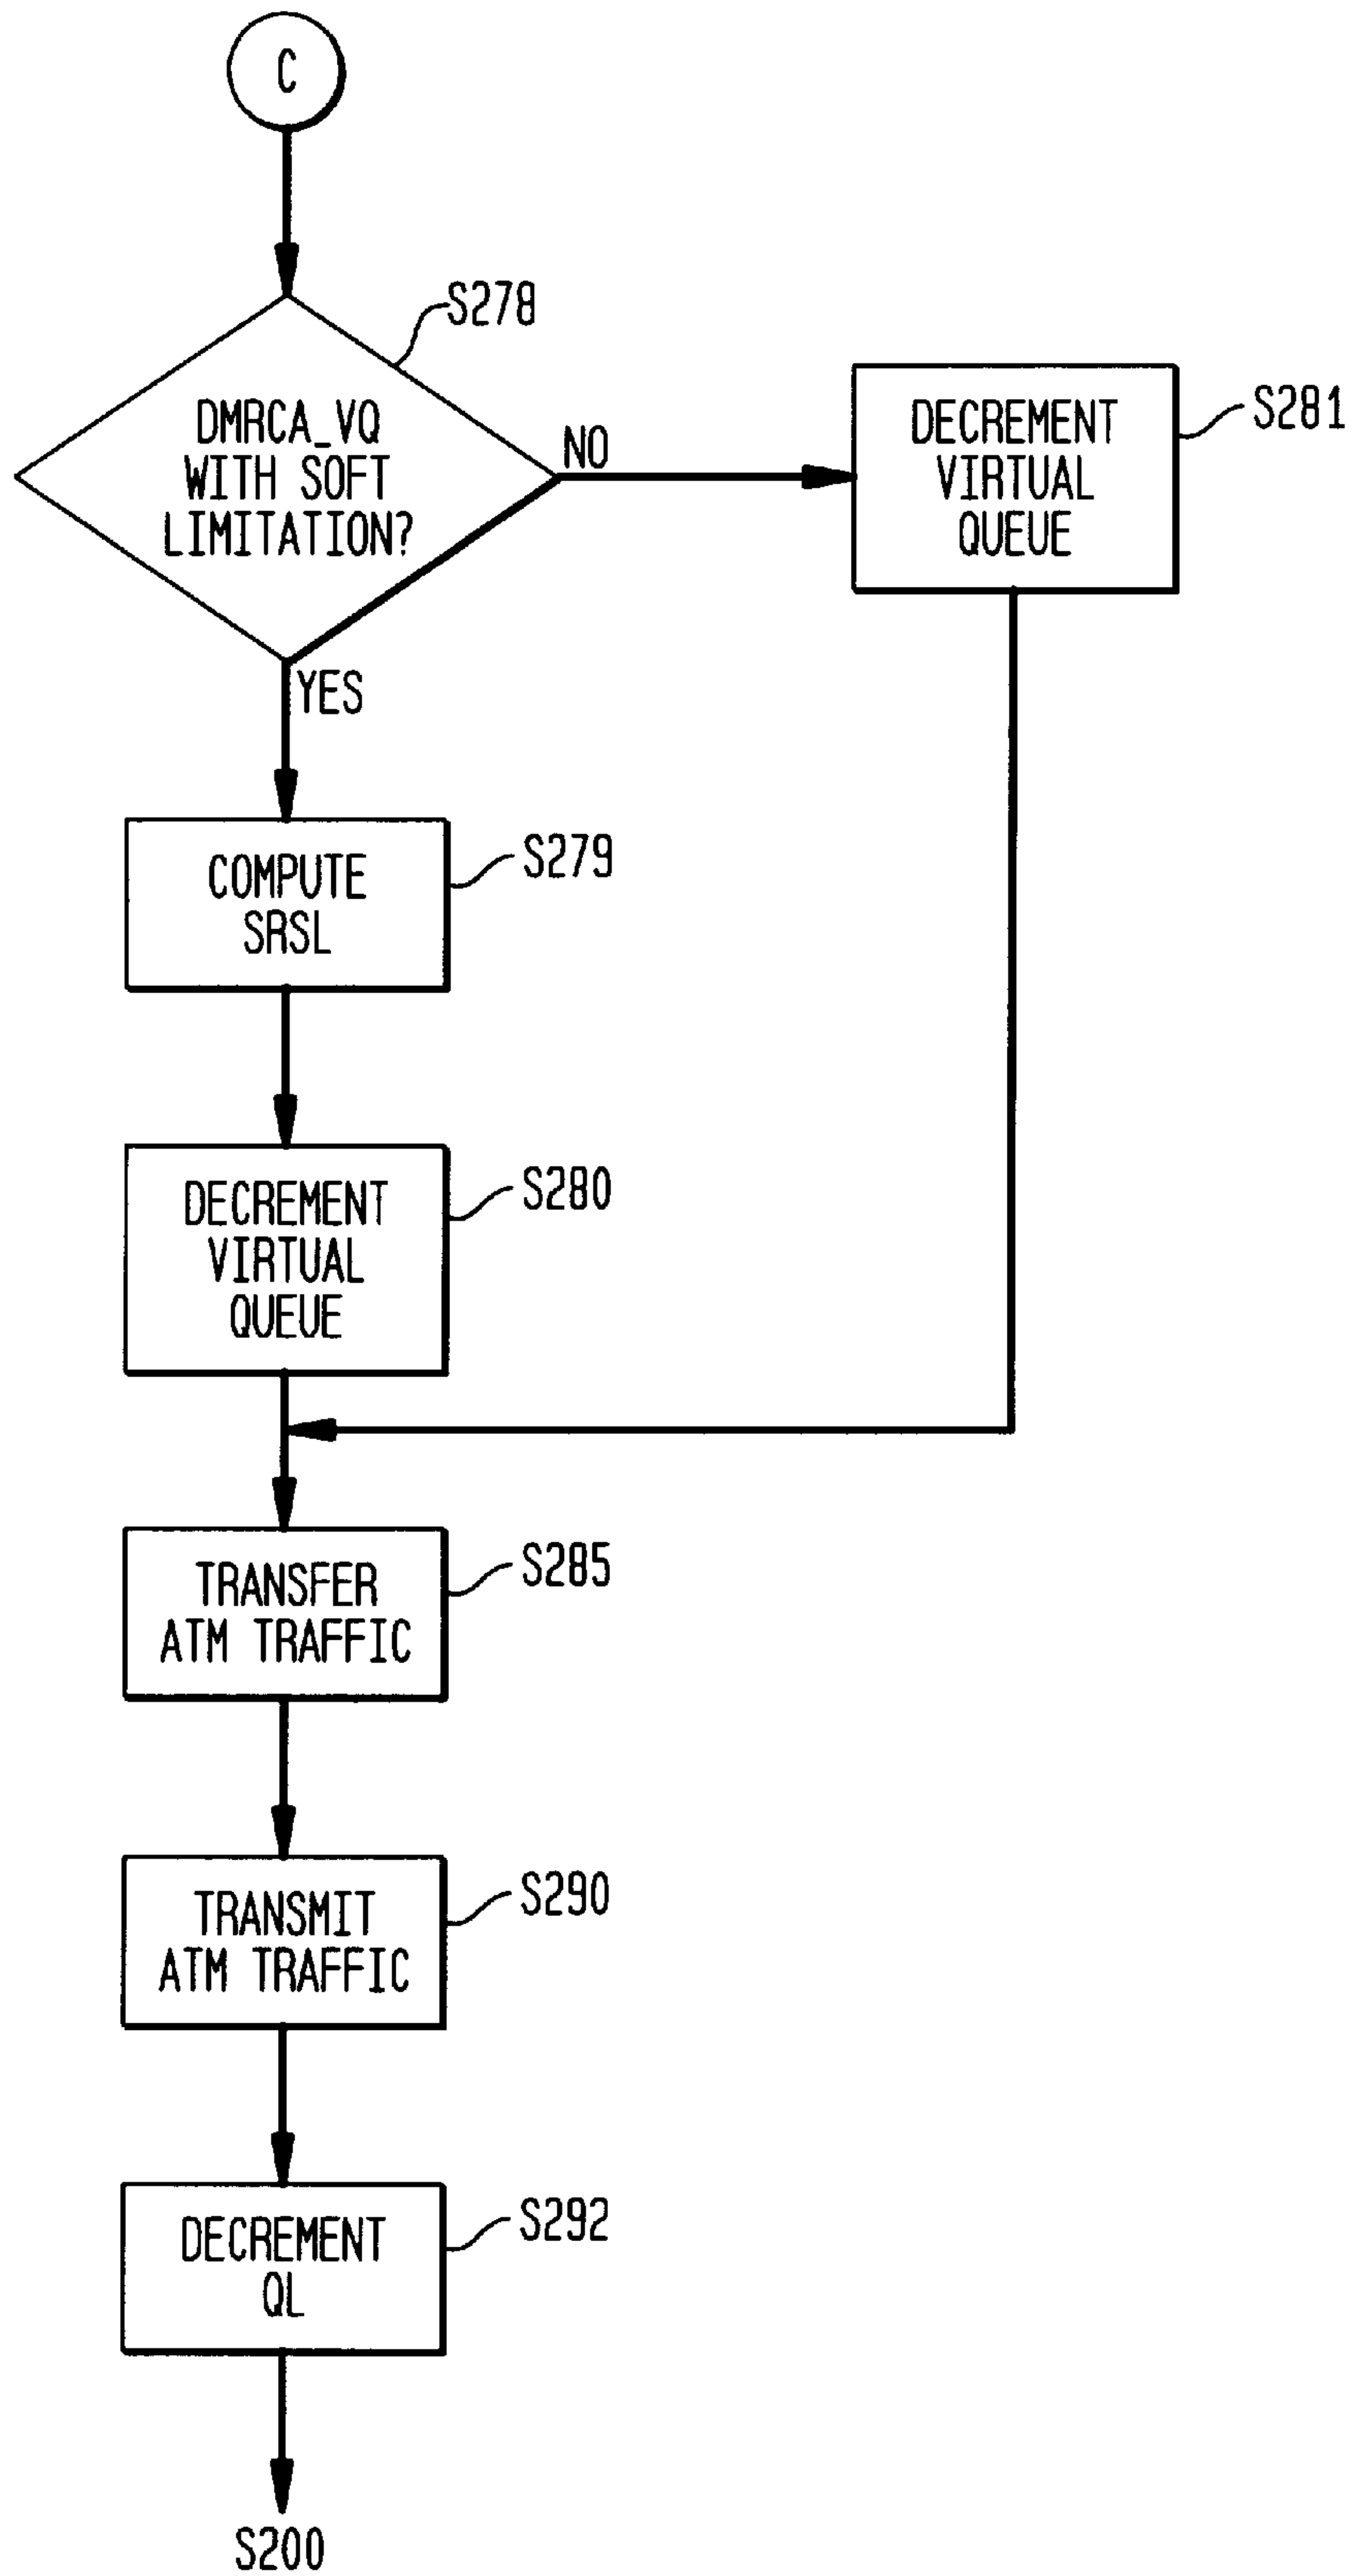 C
S278
DMRCA_VQ
WITH SOFT
LIMITATION?
NO
DECREMENT
VIRTUAL
QUEUE
S281
YES
COMPUTE
SRSL
S279
DECREMENT
VIRTUAL
QUEUE
S280
TRANSFER
ATM TRAFFIC
S285
TRANSMIT
ATM TRAFFIC
S290
DECREMENT
QL
S292
S200